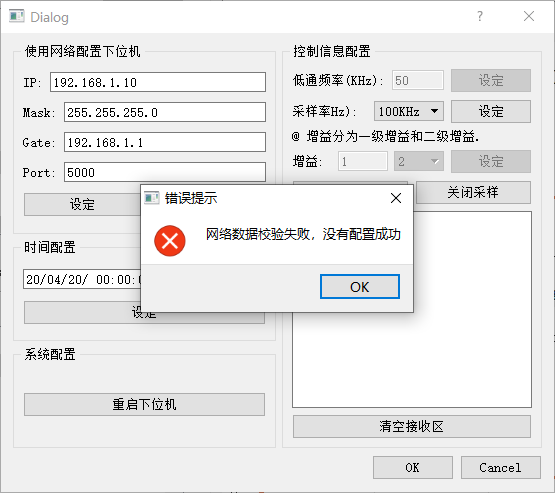 Dialog
使用网络配置下位机
IP: 192.168.1.10
Mask: 255.255.255.0
Gate: 192.168.1.1
Port: 5000
设定
时间配置
20/04/20/ 00:00:0
设定
系统配置
重启下位机
控制信息配置
低通频率(KHz): 50 设定
采样率Hz): 100KHz 设定
@ 增益分为一级增益和二级增益.
增益: 1 2 设定
关闭采样
清空接收区
OK Cancel
错误提示
网络数据校验失败，没有配置成功
OK